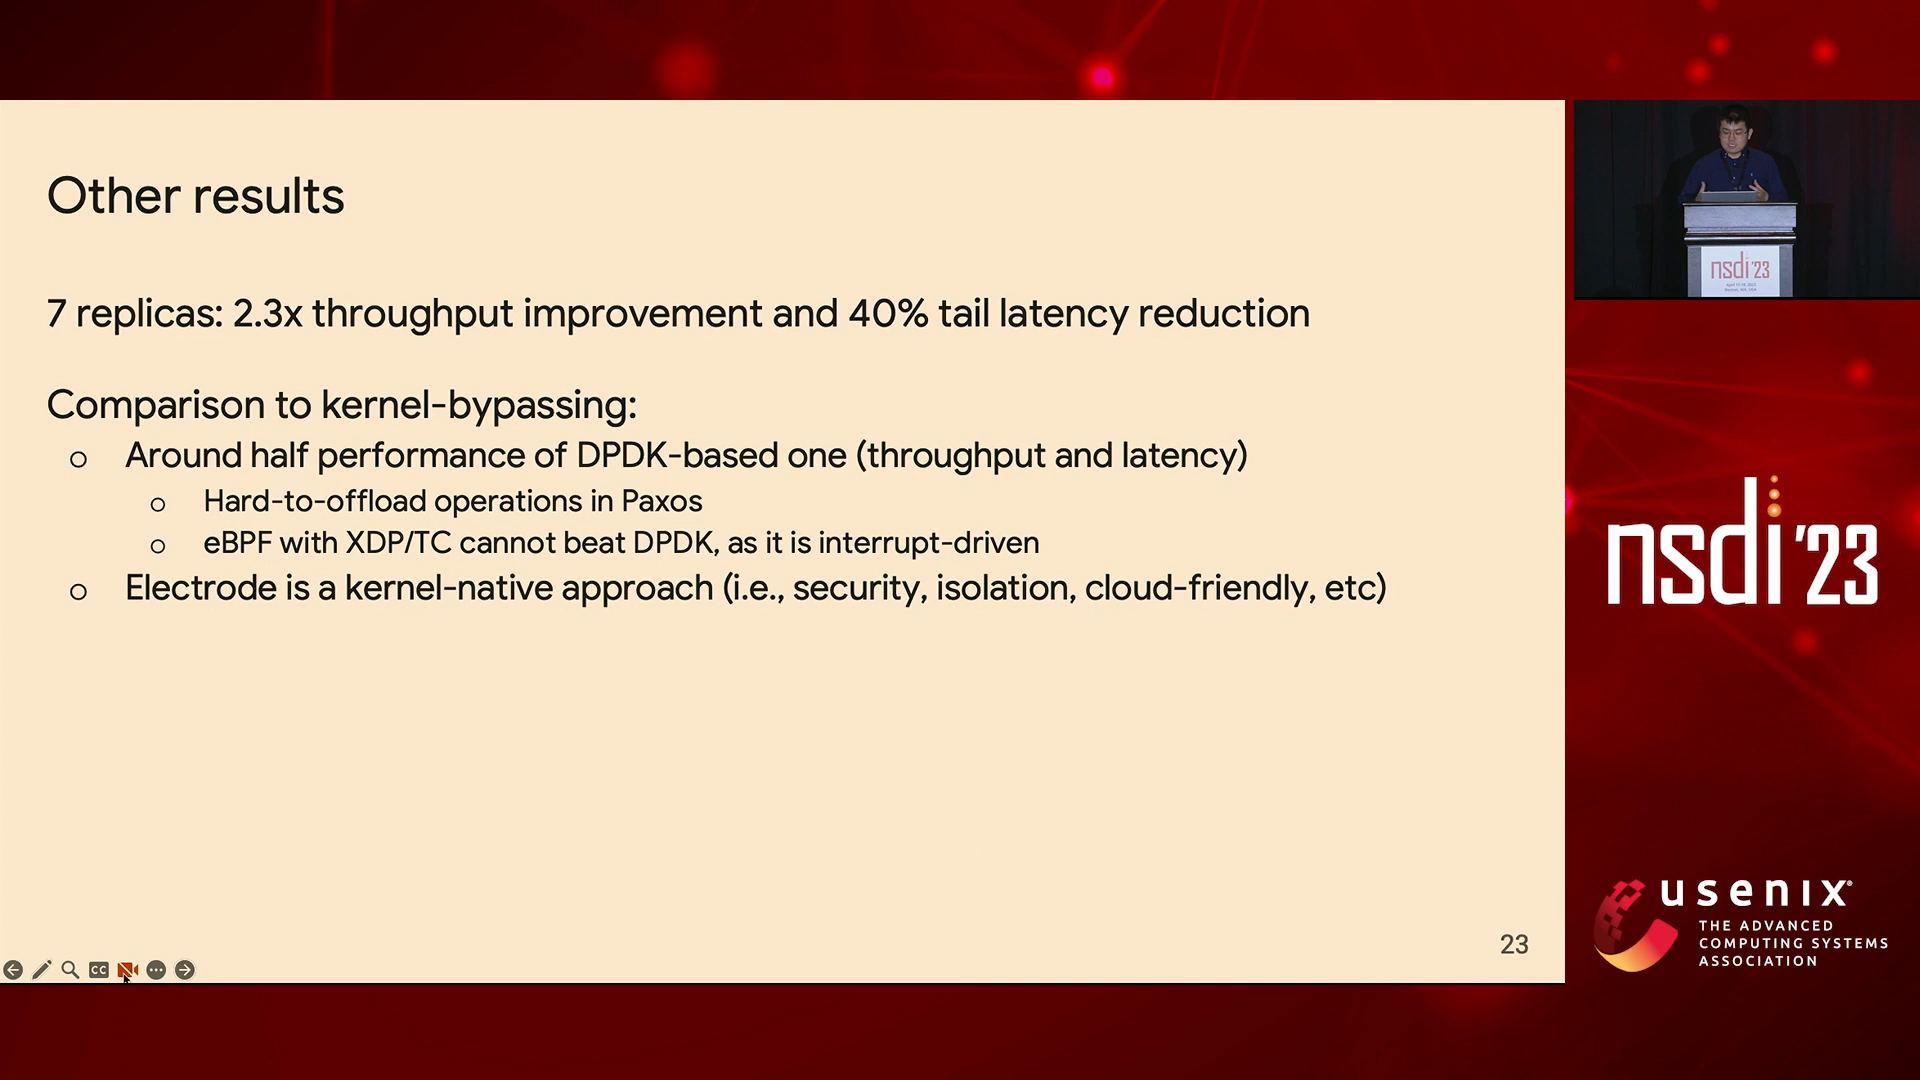 Other results
7 replicas: 2.3x throughput improvement and 40% tail latency reduction
Comparison to kernel-bypassing:
Around half performance of DPDK-based one (throughput and latency)
Hard-to-offload operations in Paxos
eBPF with XDP/TC cannot beat DPDK, as it is interrupt-driven
Electrode is a kernel-native approach (i.e., security, isolation, cloud-friendly, etc)
23
CC
nsdi'23
nsdi'23
usenix®
THE ADVANCED
COMPUTING SYSTEMS
ASSOCIATION